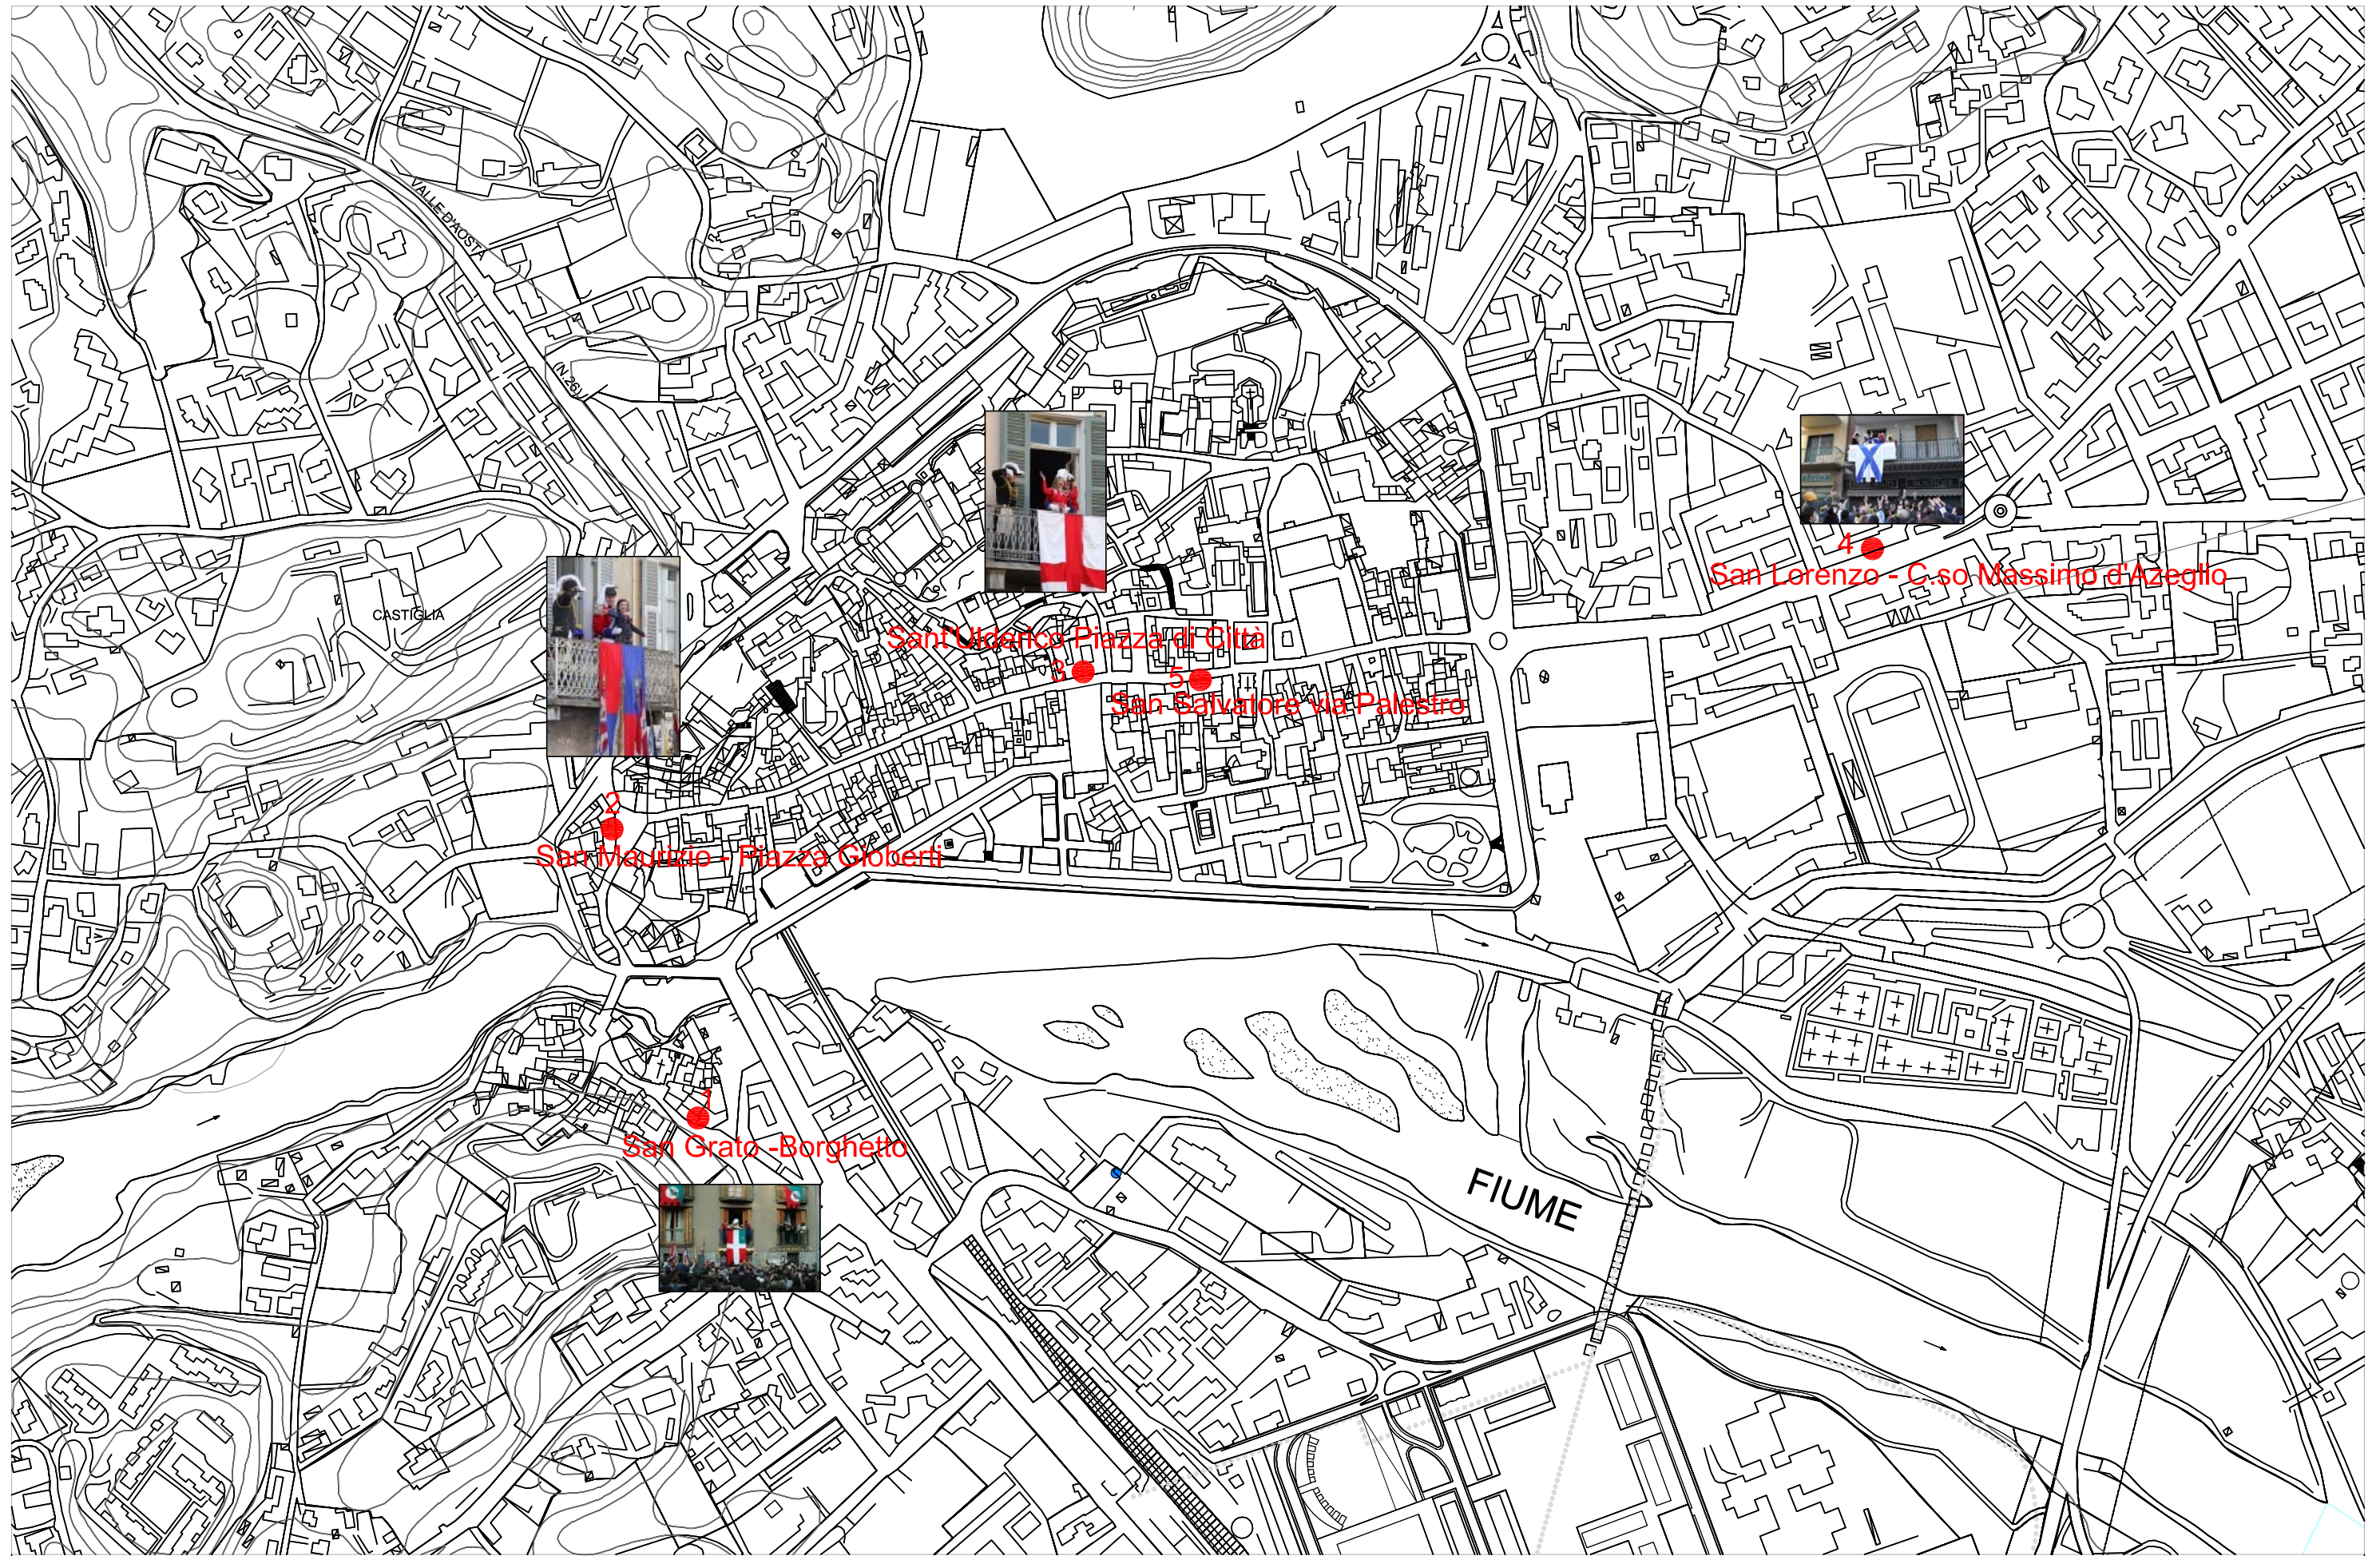 VALLE D'AOSTA
(N 26)
CASTIGLIA
4
San Lorenzo - C.so Massimo d'Azeglio
Sant'Ulderico Piazza di Città
3
5
San Salvatore via Palestro
2
San Maurizio - Piazza Gioberti
1
San Grato -Borghetto
FIUME